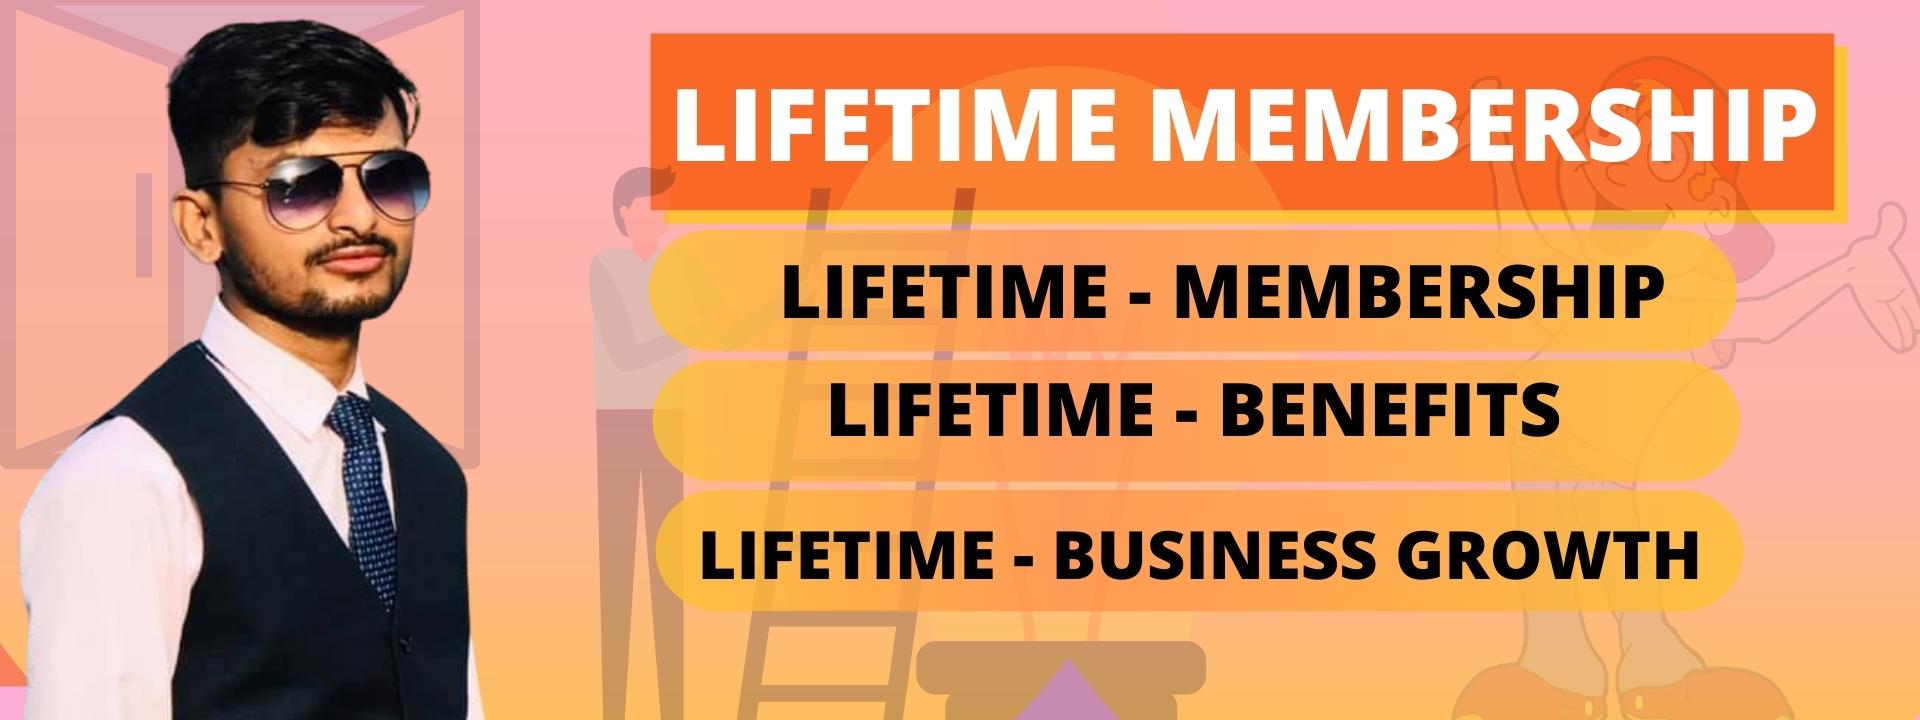 LIFETIME MEMBERSHIP
LIFETIME - MEMBERSHIP
LIFETIME - BENEFITS
LIFETIME - BUSINESS GROWTH